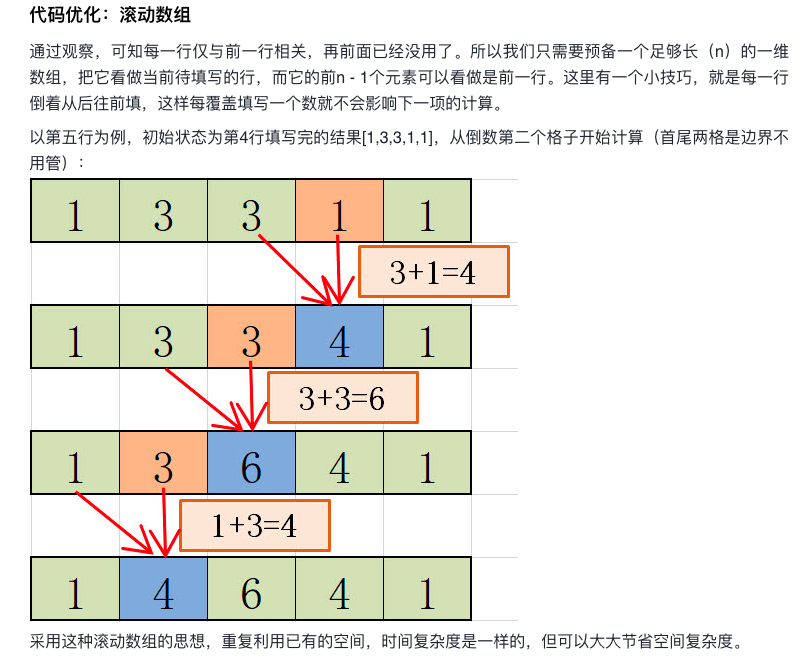 代码优化：滚动数组
通过观察，可知每一行仅与前一行相关，再前面已经没用了。所以我们只需要预备一个足够长（n）的一维
数组，把它看做当前待填写的行，而它的前n - 1个元素可以看做是前一行。这里有一个小技巧，就是每一行
倒着从后往前填，这样每覆盖填写一个数就不会影响下一项的计算。
以第五行为例，初始状态为第4行填写完的结果[1,3,3,1,1]，从倒数第二个格子开始计算（首尾两格是边界不
用管）：
1 3 3 1 1
3+1=4
1 3 3 4 1
3+3=6
1 3 6 4 1
1+3=4
1 4 6 4 1
采用这种滚动数组的思想，重复利用已有的空间，时间复杂度是一样的，但可以大大节省空间复杂度。